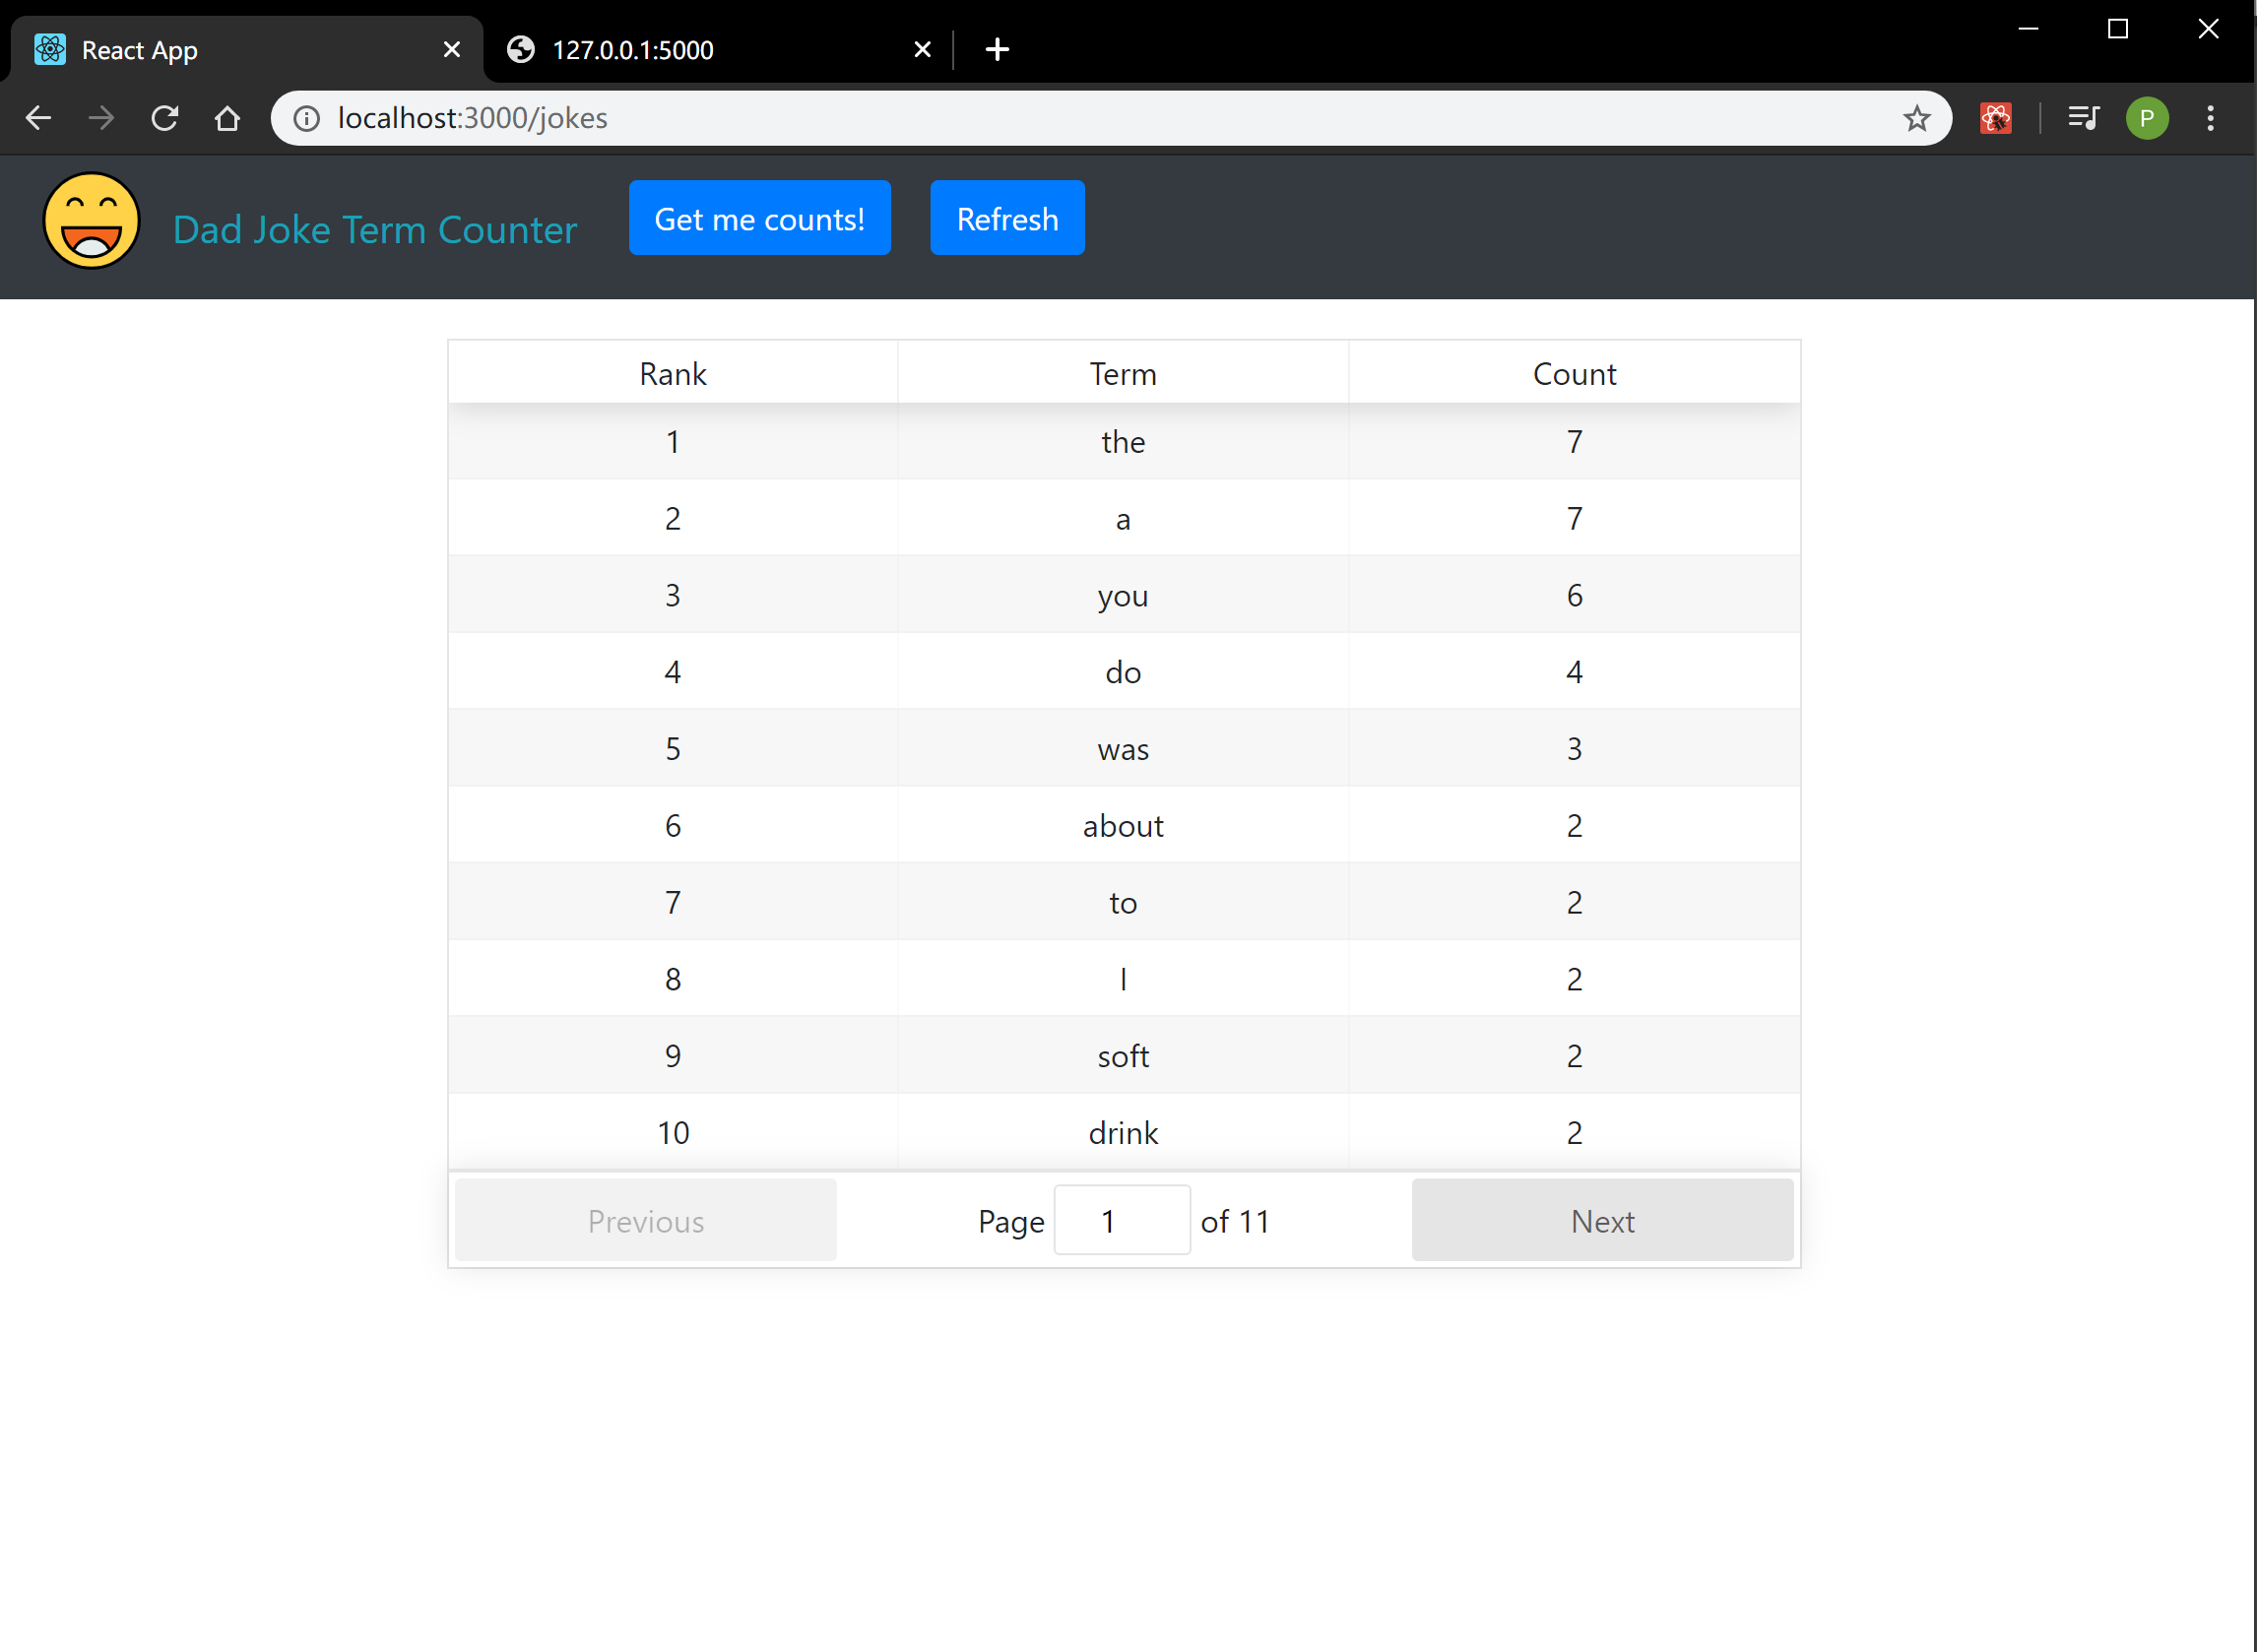 React App
127.0.0.1:5000
localhost:3000/jokes
P
Dad Joke Term Counter Get me counts! Refresh
Rank Term Count
1 the 7
2 a 7
3 you 6
4 do 4
5 was 3
6 about 2
7 to 2
8 I 2
9 soft 2
10 drink 2
Previous Page 1 of 11 Next